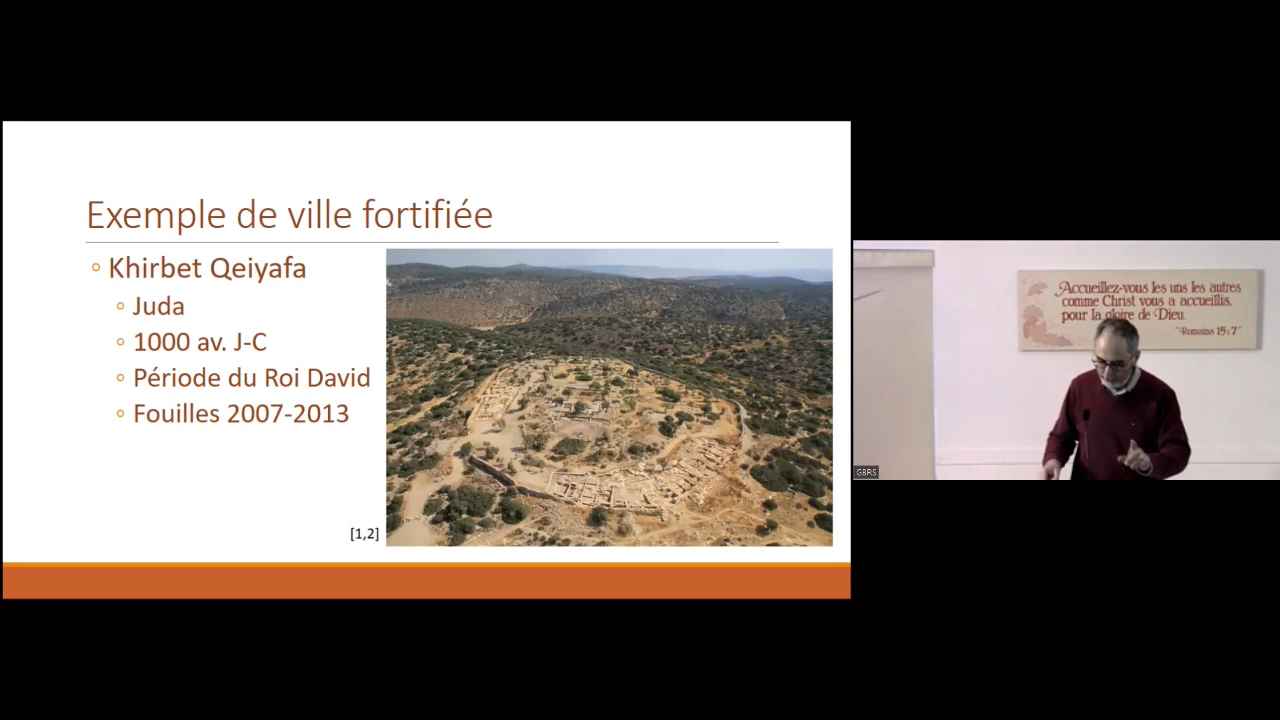 Exemple de ville fortifiée
◦ Khirbet Qeiyafa
◦ Juda
◦ 1000 av. J-C
◦ Période du Roi David
◦ Fouilles 2007-2013
[1,2]
Accueillez-vous les uns les autres
comme Christ vous a accueillis,
pour la gloire de Dieu.
"Romains 15:7"
GBRS